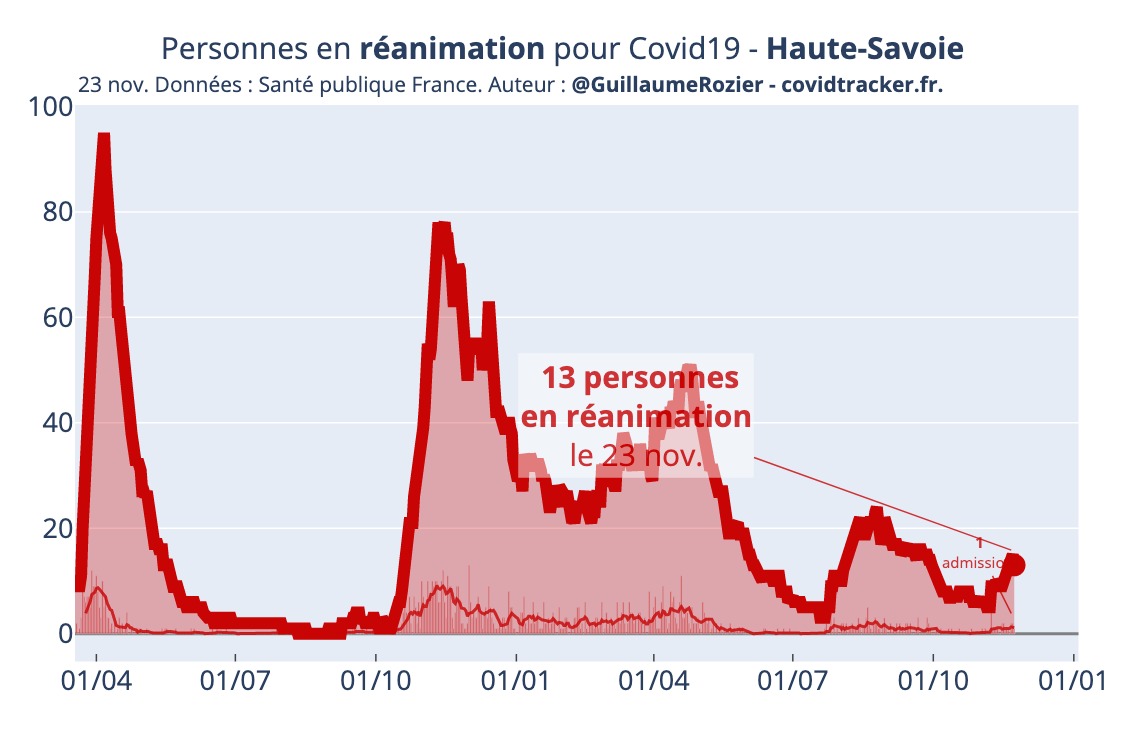 Personnes en réanimation pour Covid19 - Haute-Savoie
23 nov. Données : Santé publique France. Auteur : @GuillaumeRozier - covidtracker.fr.
100
80
60
40
20
0
13 personnes
en réanimation
le 23 nov.
1
admissio
01/04
01/07
01/10
01/01
01/04
01/07
01/10
01/01